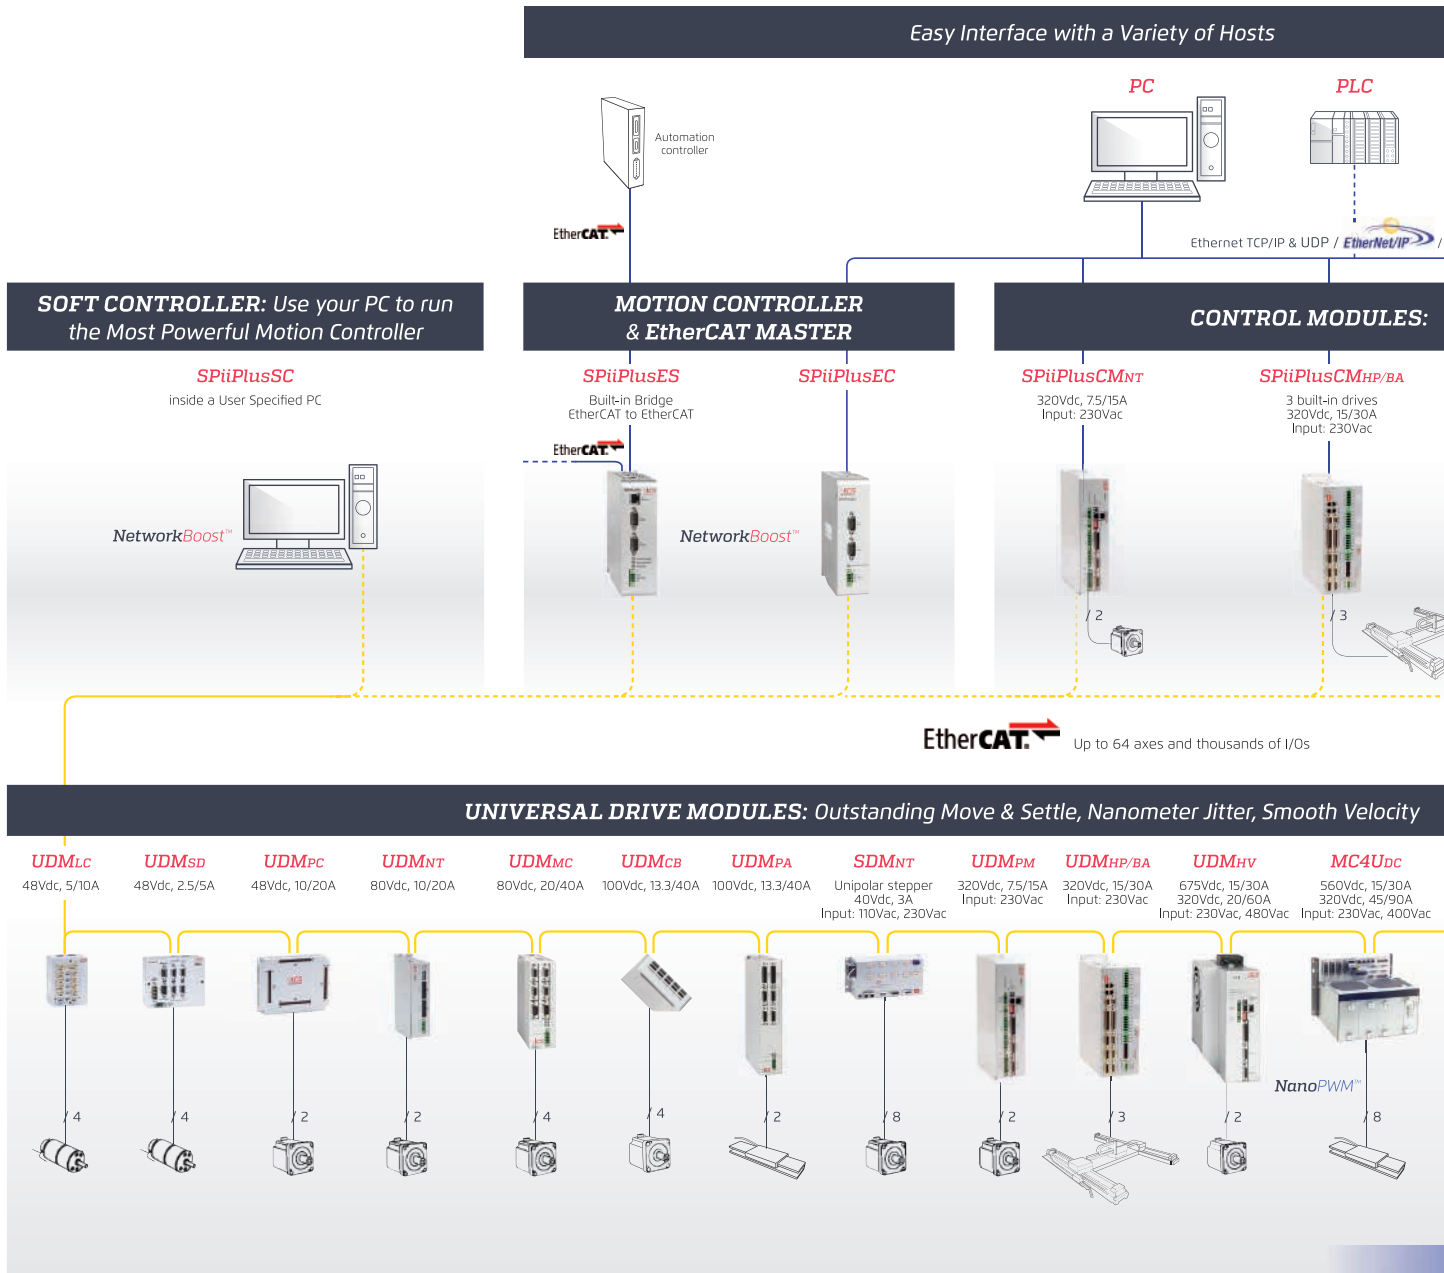 Easy Interface with a Variety of Hosts
PC
PLC
Automation
controller
EtherCAT.
Ethernet TCP/IP & UDP / EtherNet/IP /
SOFT CONTROLLER: Use your PC to run
the Most Powerful Motion Controller
MOTION CONTROLLER
& EtherCAT MASTER
CONTROL MODULES:
SPiiPlusSC
inside a User Specified PC
SPiiPlusES
Built-in Bridge
EtherCAT to EtherCAT
SPiiPlusEC
SPiiPlusCMNT
320Vdc, 7.5/15A
Input: 230Vac
SPiiPlusCMHP/BA
3 built-in drives
320Vdc, 15/30A
Input: 230Vac
EtherCAT.
NetworkBoost™
NetworkBoost™
/ 2
/ 3
EtherCAT.
Up to 64 axes and thousands of I/Os
UNIVERSAL DRIVE MODULES: Outstanding Move & Settle, Nanometer Jitter, Smooth Velocity
UDMLC
48Vdc, 5/10A
UDMSD
48Vdc, 2.5/5A
UDMPC
48Vdc, 10/20A
UDMNT
80Vdc, 10/20A
UDMMC
80Vdc, 20/40A
UDMCB
100Vdc, 13.3/40A
UDMPA
100Vdc, 13.3/40A
SDMNT
Unipolar stepper
40Vdc, 3A
Input: 110Vac, 230Vac
UDMPM
320Vdc, 7.5/15A
Input: 230Vac
UDMHP/BA
320Vdc, 15/30A
Input: 230Vac
UDMHV
675Vdc, 15/30A
320Vdc, 20/60A
Input: 230Vac, 480Vac
MC4UDC
560Vdc, 15/30A
320Vdc, 45/90A
Input: 230Vac, 400Vac
NanoPWM™
/ 4
/ 4
/ 2
/ 2
/ 4
/ 4
/ 2
/ 8
/ 2
/ 3
/ 2
/ 8